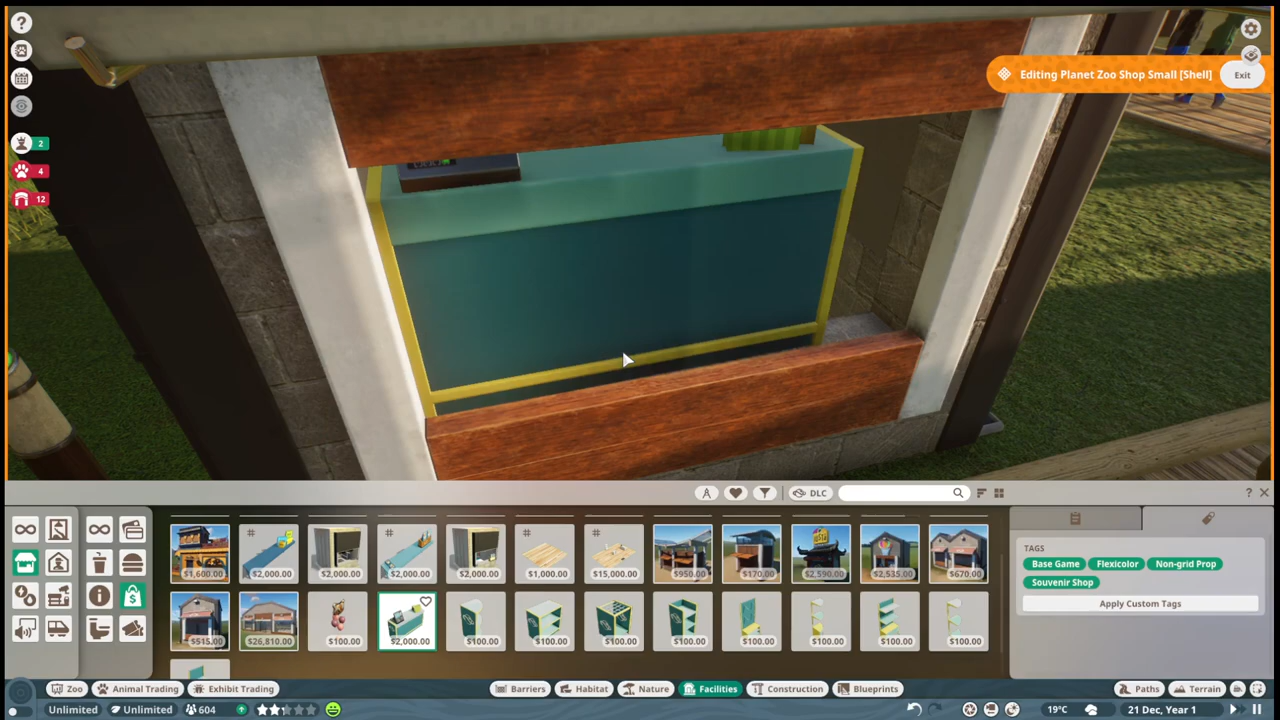 ?
Editing Planet Zoo Shop Small [Shell]
Exit
2
4
12
DLC
?
$1,600.00
$2,000.00
$2,000.00
$2,000.00
$2,000.00
$1,000.00
$15,000.00
$950.00
$170.00
$2,590.00
$2,535.00
$670.00
$515.00
$26,810.00
$100.00
$2,000.00
$100.00
$100.00
$100.00
$100.00
$100.00
$100.00
$100.00
$100.00
TAGS
Base Game
Flexicolor
Non-grid Prop
Souvenir Shop
Apply Custom Tags
Zoo
Animal Trading
Exhibit Trading
Barriers
Habitat
Nature
Facilities
Construction
Blueprints
Paths
Terrain
Unlimited
Unlimited
604
19°C
21 Dec, Year 1